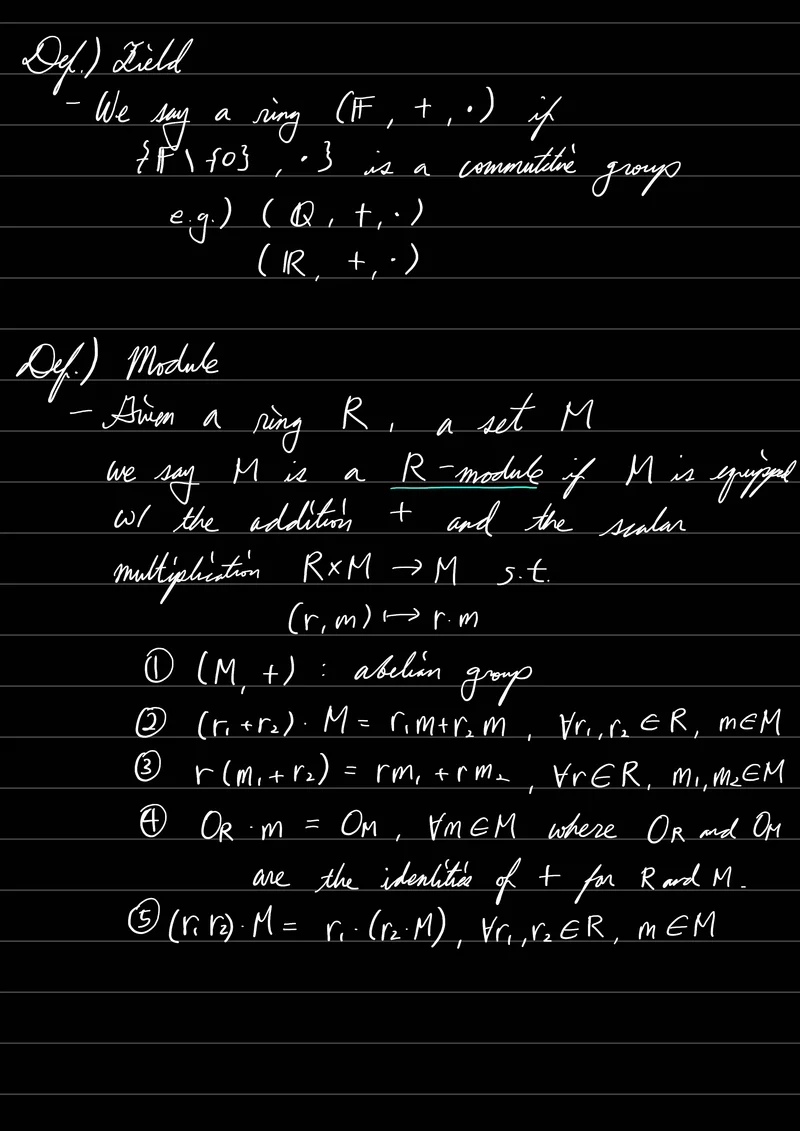 Def.) Field
- We say a ring (𝔽, +, ·) if
{𝔽 \ {0}, ·} is a commutitive group
e.g.) (ℚ, +, ·)
(ℝ, +, ·)
Def.) Module
- Given a ring R, a set M
we say M is a R-module if M is equipped
w/ the addition + and the scalar
multiplication R×M → M s.t.
(r, m) ↦ r·m
① (M, +) : abelian group
② (r₁+r₂)·M = r₁m+r₂m, ∀r₁,r₂∈R, m∈M
③ r(m₁+r₂) = rm₁+rm₂, ∀r∈R, m₁,m₂∈M
④ 0R·m = 0M, ∀m∈M where 0R and 0M
are the identities of + for R and M.
⑤ (r₁r₂)·M = r₁·(r₂·M), ∀r₁,r₂∈R, m∈M